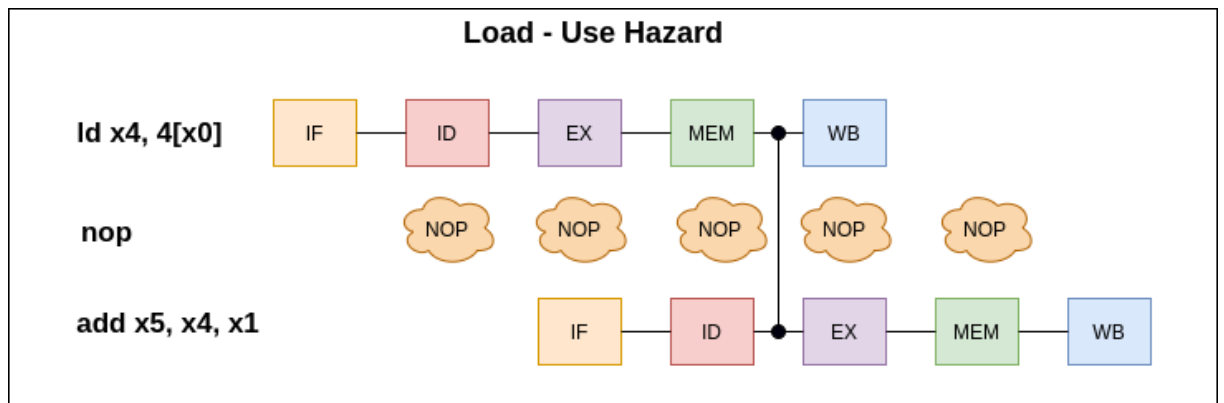 Load - Use Hazard
ld x4, 4[x0]
IF ID EX MEM WB
nop
NOP NOP NOP NOP NOP
add x5, x4, x1
IF ID EX MEM WB